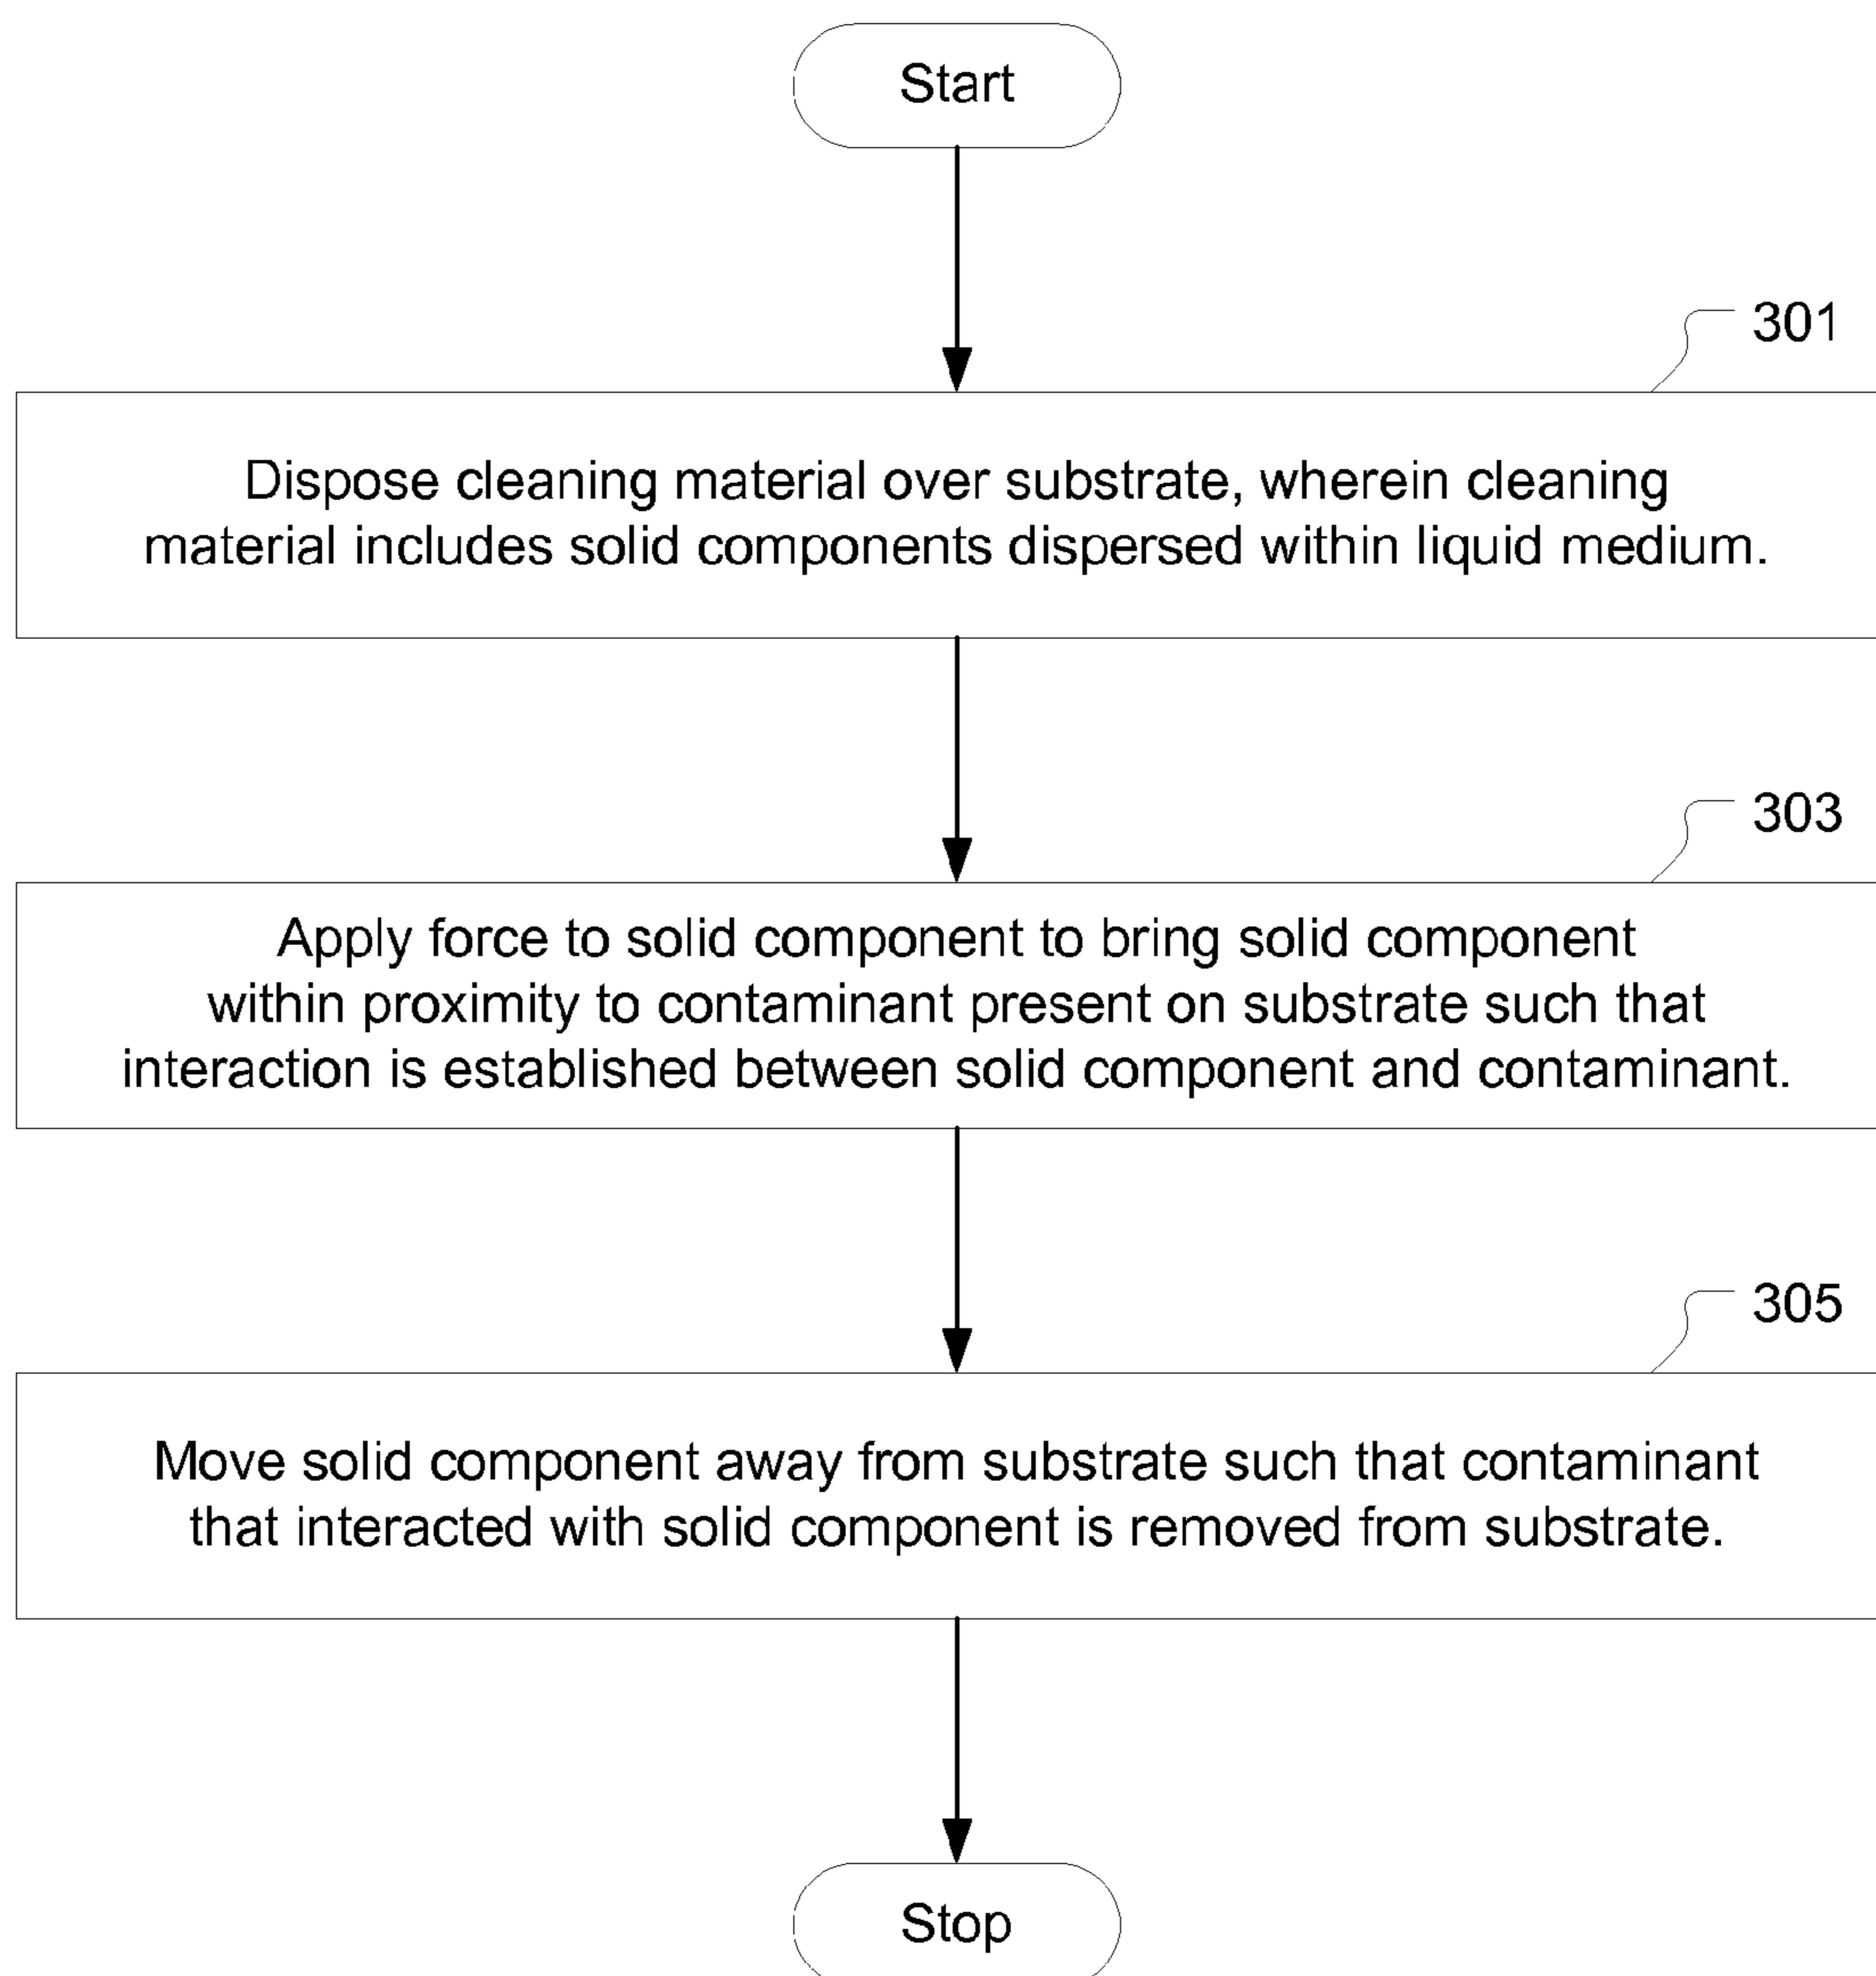 Start
301
Dispose cleaning material over substrate, wherein cleaning
material includes solid components dispersed within liquid medium.
303
Apply force to solid component to bring solid component
within proximity to contaminant present on substrate such that
interaction is established between solid component and contaminant.
305
Move solid component away from substrate such that contaminant
that interacted with solid component is removed from substrate.
Stop